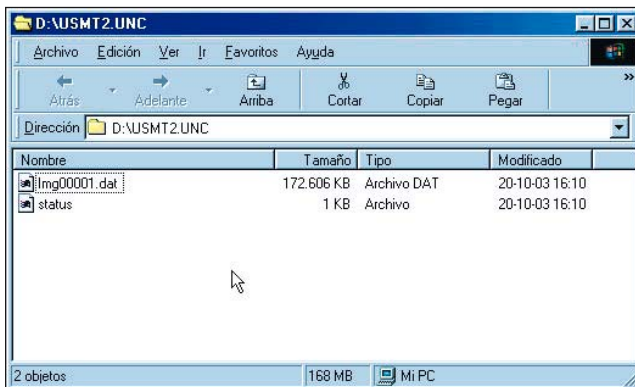 D:\USMT2.UNC
Archivo Edición Ver Ir Favoritos Ayuda
Atrás Adelante Arriba Cortar Copiar Pegar »
Dirección D:\USMT2.UNC
Nombre Tamaño Tipo Modificado
Img00001.dat 172.606 KB Archivo DAT 20-10-03 16:10
status 1 KB Archivo 20-10-03 16:10
2 objetos 168 MB Mi PC